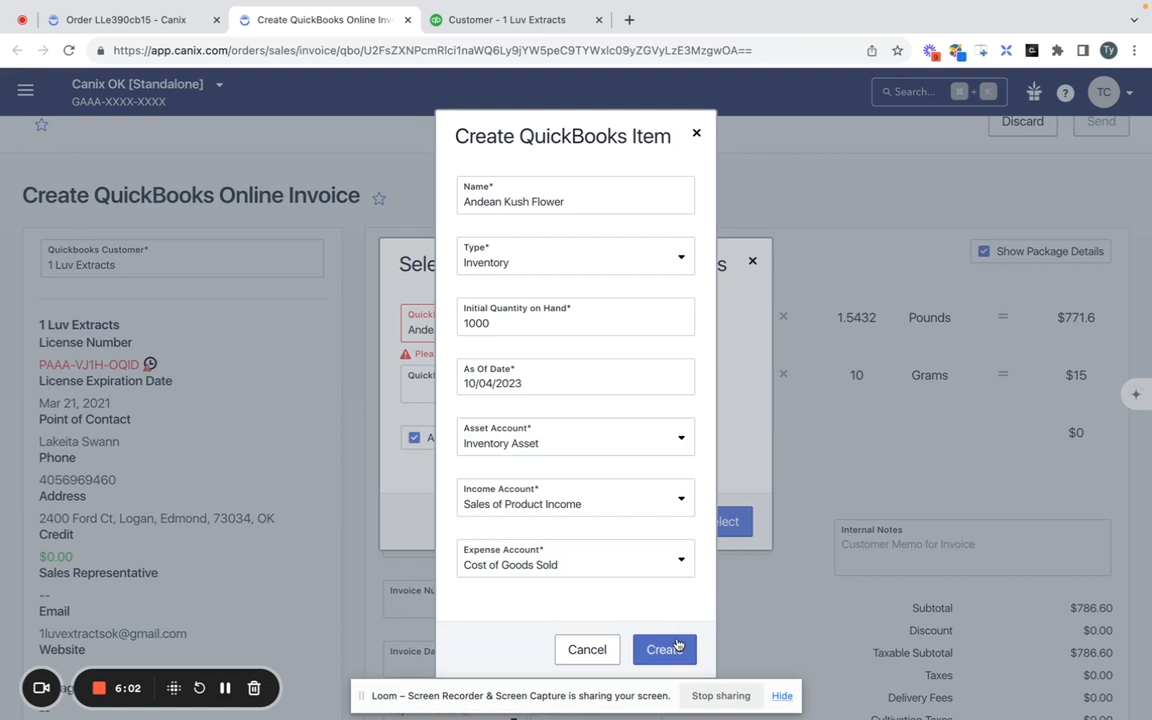 Order LLe390cb15 - Canix
Create QuickBooks Online Inv
Customer - 1 Luv Extracts
https://app.canix.com/orders/sales/invoice/qbo/U2FsZXNPcmRlci1naWQ6Ly9jYW5peC9TYWxlc09yZGVyLzE3MzgwOA==
Ty
Canix OK [Standalone]
GAAA-XXXX-XXXX
Search...
⌘ + K
TC
Discard
Send
Create QuickBooks Online Invoice
Show Package Details
Quickbooks Customer*
1 Luv Extracts
1 Luv Extracts
License Number
PAAA-VJ1H-OQID
License Expiration Date
Mar 21, 2021
Point of Contact
Lakeita Swann
Phone
4056969460
Address
2400 Ford Ct, Logan, Edmond, 73034, OK
Credit
$0.00
Sales Representative
--
Email
1luvextractsok@gmail.com
Website
Create QuickBooks Item
Name*
Andean Kush Flower
Type*
Inventory
Initial Quantity on Hand*
1000
As Of Date*
10/04/2023
Asset Account*
Inventory Asset
Income Account*
Sales of Product Income
Expense Account*
Cost of Goods Sold
Cancel
Create
1.5432 Pounds = $771.6
10 Grams = $15
$0
Internal Notes
Customer Memo for Invoice
Subtotal $786.60
Discount $0.00
Taxable Subtotal $786.60
Taxes $0.00
Delivery Fees $0.00
6:02
Loom – Screen Recorder & Screen Capture is sharing your screen.
Stop sharing
Hide